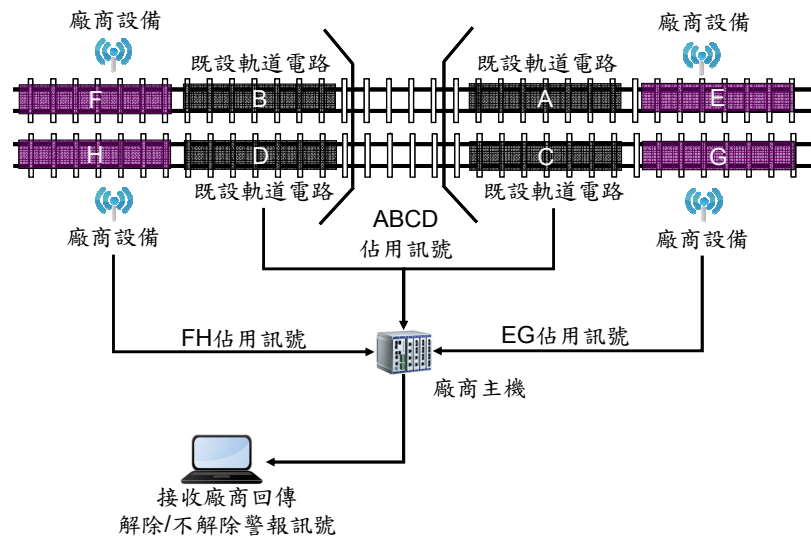 廠商設備
廠商設備
既設軌道電路
既設軌道電路
F
B
A
E
H
D
C
G
既設軌道電路
既設軌道電路
廠商設備
廠商設備
ABCD
佔用訊號
FH佔用訊號
EG佔用訊號
廠商主機
接收廠商回傳
解除/不解除警報訊號